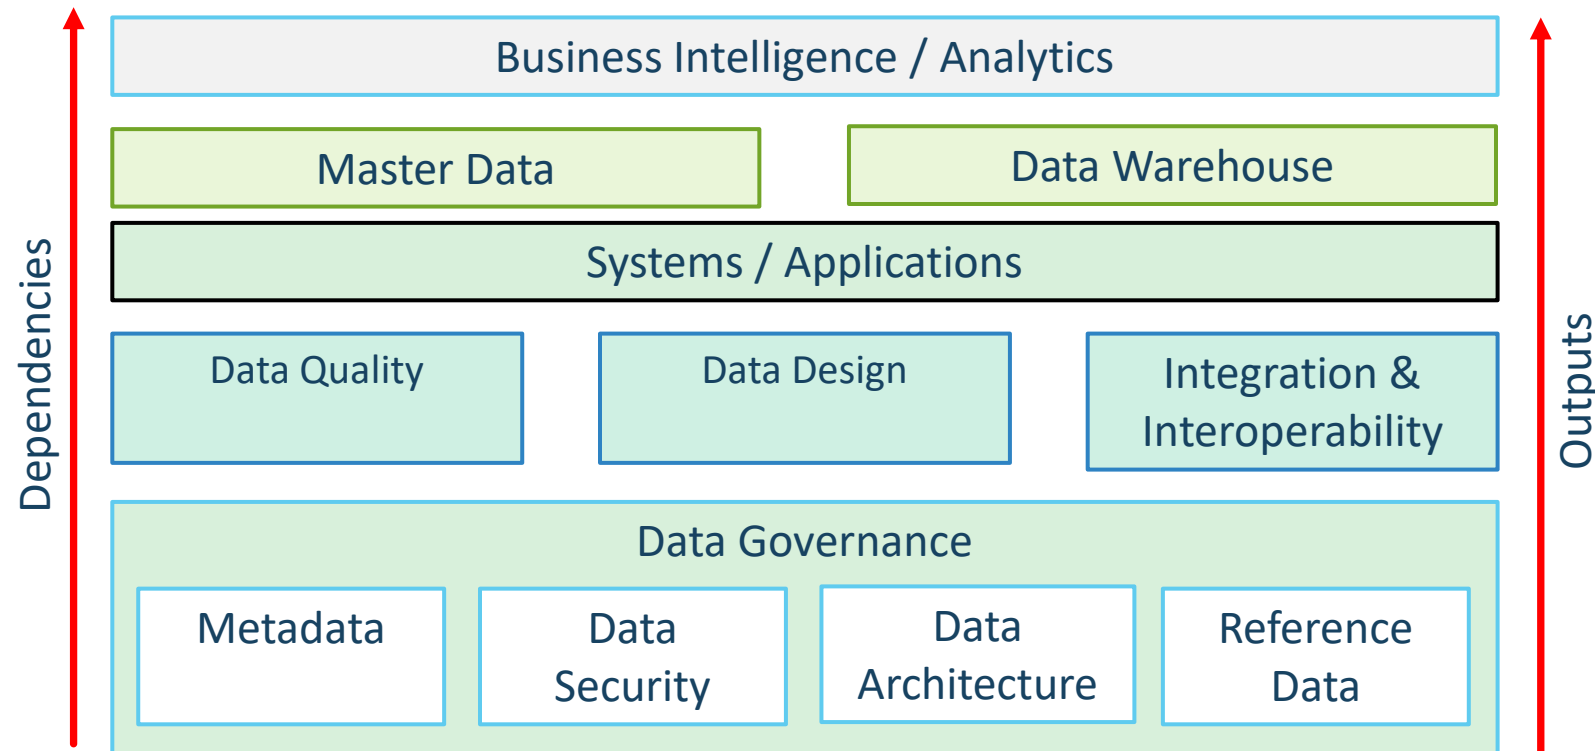 Business Intelligence / Analytics
Master Data
Data Warehouse
Systems / Applications
Dependencies
Outputs
Data Quality
Data Design
Integration &
Interoperability
Data Governance
Metadata
Data
Security
Data
Architecture
Reference
Data